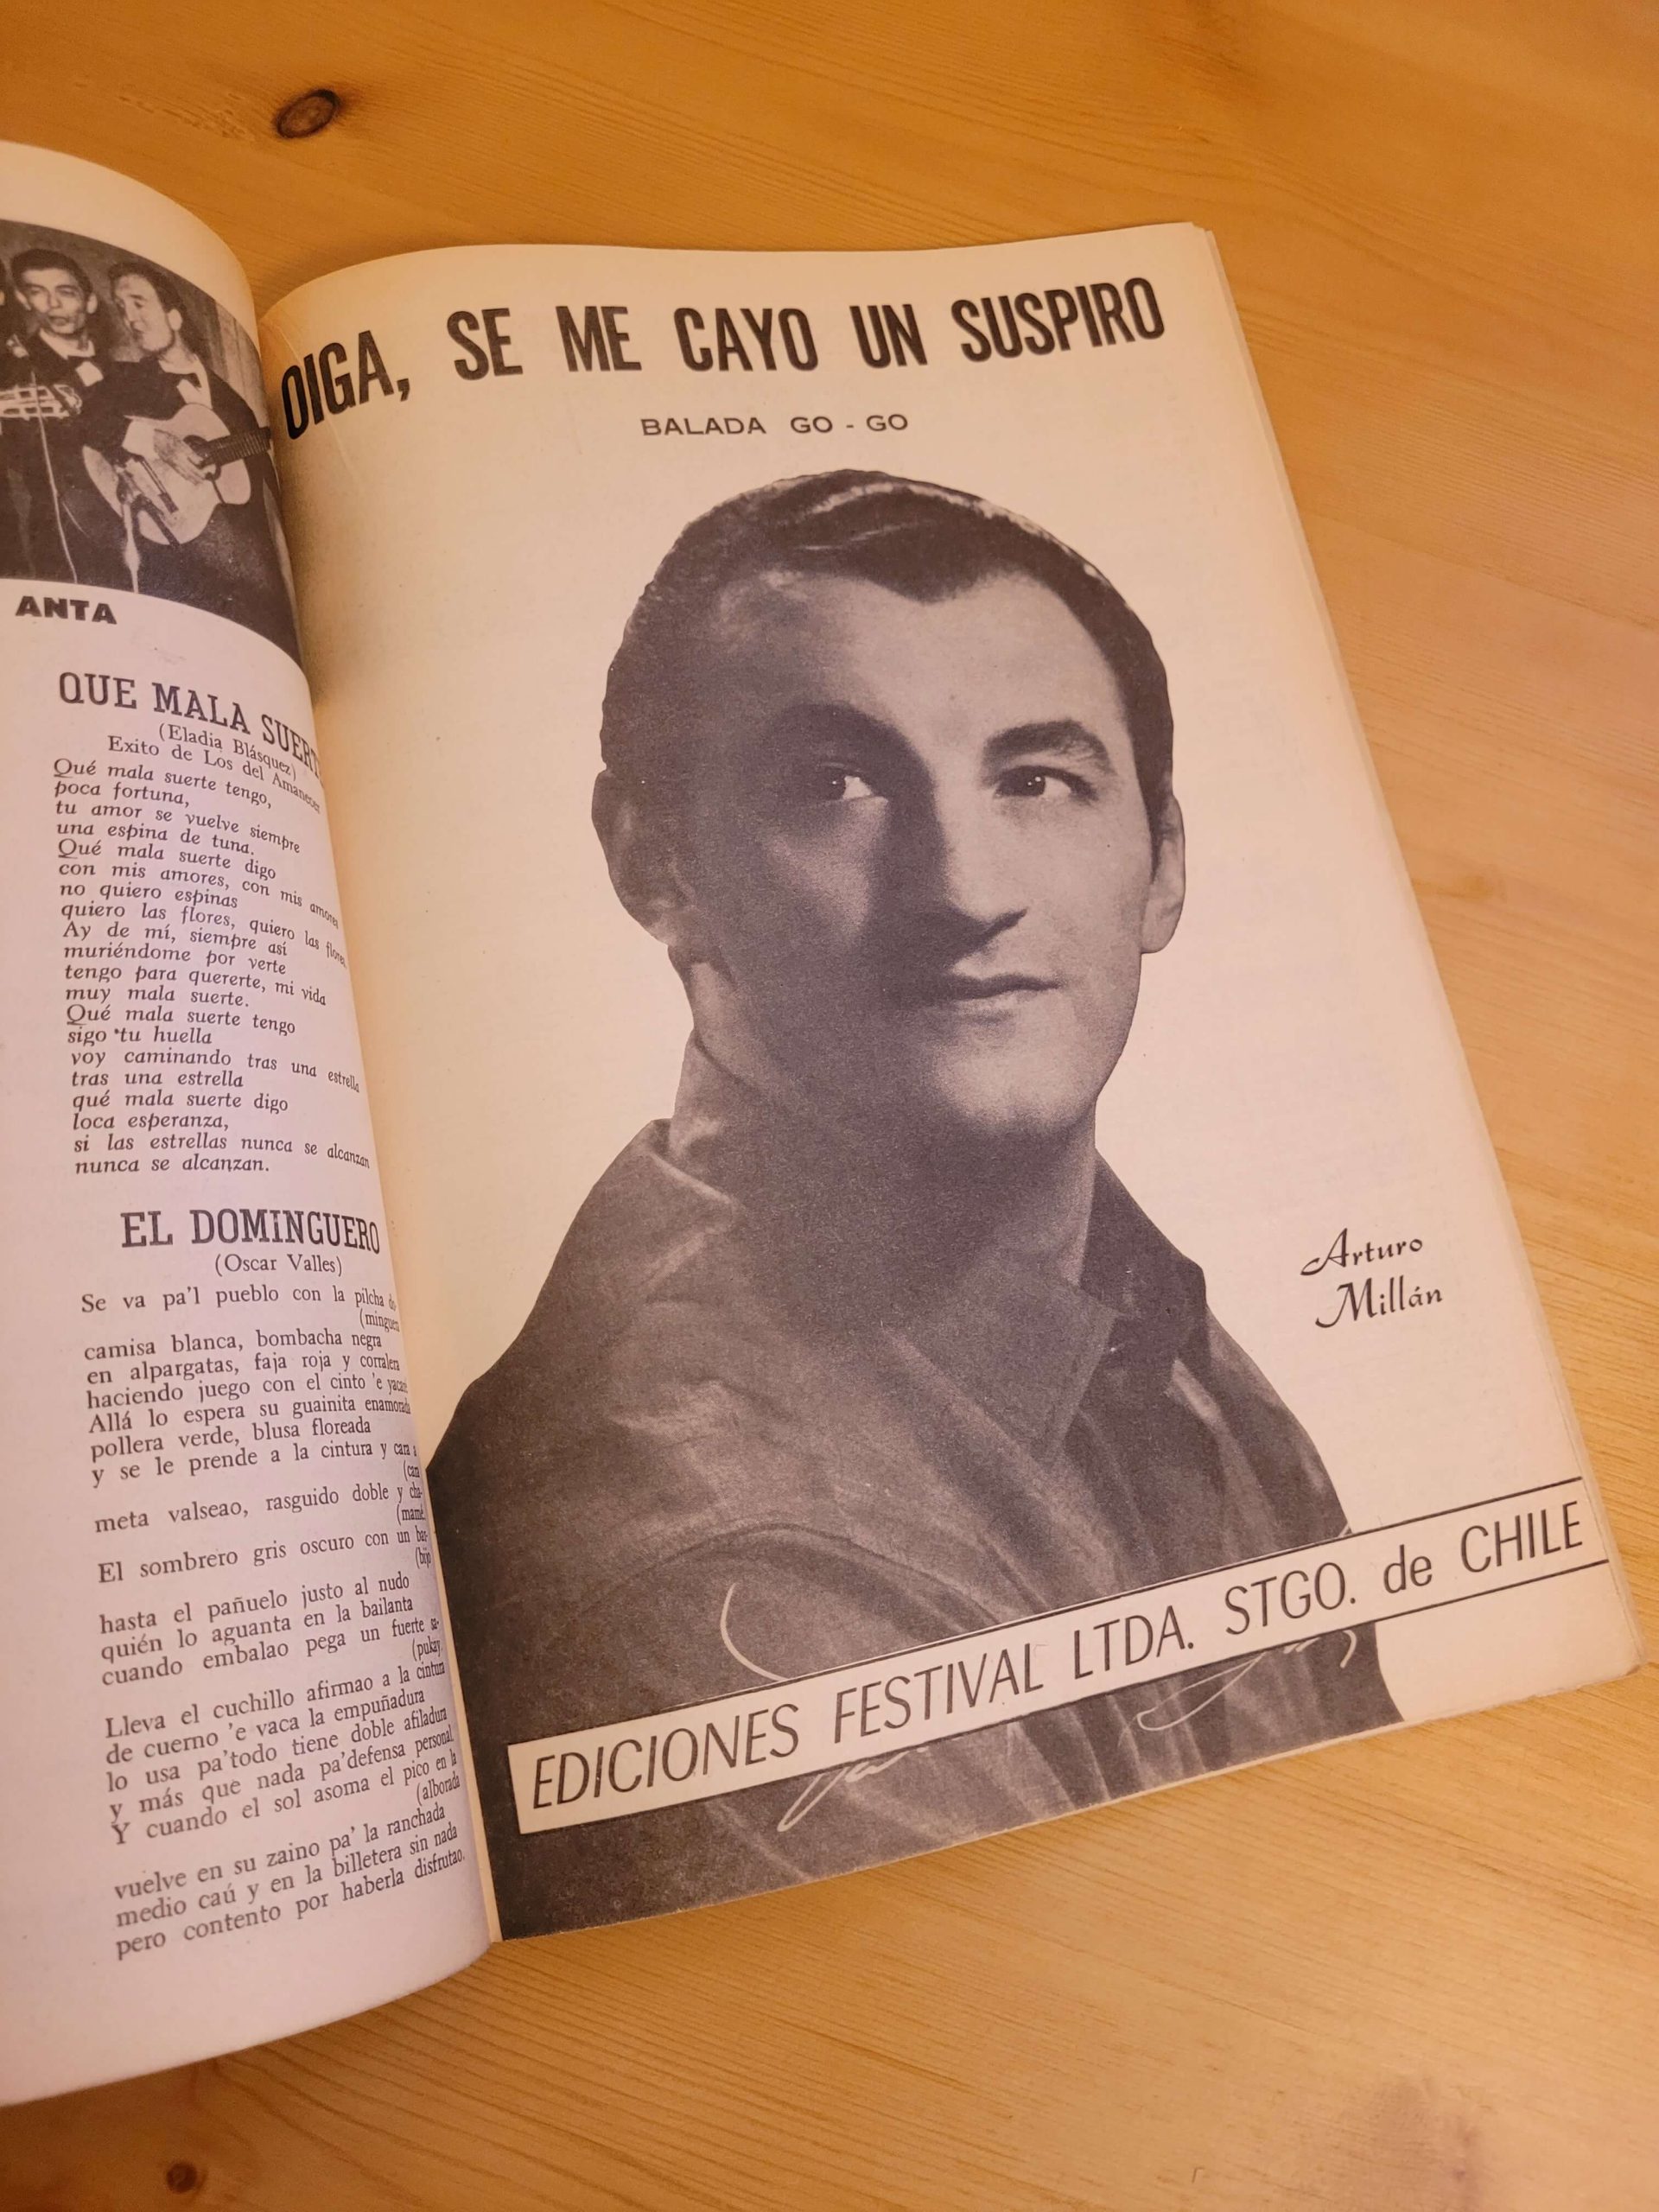 ANTA
QUE MALA
(Eladia Blásquez)
Exito de Los del Amanecer
Qué mala suerte tengo,
poca fortuna,
tu amor se vuelve siempre
una espina de tuna.
Qué mala suerte digo
con mis amores, con mis amores
no quiero espinas
quiero las flores, quiero las flores,
Ay de mí, siempre así
muriéndome por verte
tengo para quererte, mi vida
muy mala suerte.
Qué mala suerte tengo
sigo tu huella
voy caminando tras una estrella
tras una estrella
qué mala suerte digo
loca esperanza,
si las estrellas nunca se alcanzan
nunca se alcanzan.
EL DOMINGUERO
(Oscar Valles)
Se va pa'l pueblo con la pilcha
(minguera
camisa blanca, bombacha negra
en alpargatas, faja roja y corralera
haciendo juego con el cinto 'e
Allá lo espera su guainita enamorada
pollera verde, blusa floreada
y se le prende a la cintura y cara a
(cara
meta valseao, rasguido doble y cha-
(mamé.
El sombrero gris oscuro con un bar-
(bijo
hasta el pañuelo justo al nudo
quién lo aguanta en la bailanta
cuando embalao pega un fuerte sa-
(pukay.
Lleva el cuchillo afirmao a la cintura
de cuerno 'e vaca la empuñadura
lo usa pa'todo tiene doble afiladura
y más que nada pa'defensa personal.
Y cuando el sol asoma el pico en la
(alborada
vuelve en su zaino pa' la ranchada
medio caú y en la billetera sin nada
pero contento por haberla disfrutao.
OIGA, SE ME CAYO UN SUSPIRO
BALADA GO - GO
Arturo
Millán
EDICIONES FESTIVAL LTDA. STGO. de CHILE